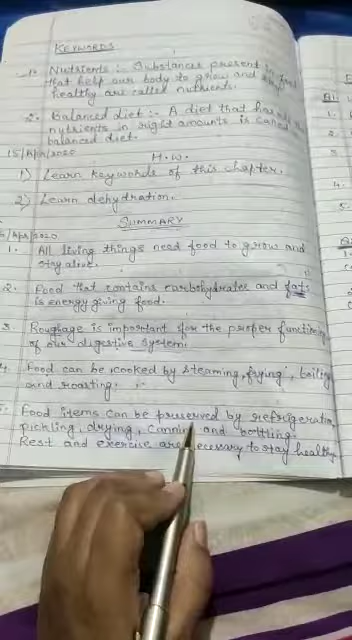 KEYWORDS
1. Nutrients :- Substances present in food
that help our body to grow and stay
healthy are called nutrients.
2. Balanced diet :- A diet that has all the
nutrients in right amounts is called
balanced diet.
15/Apr/2020
H.W.
1) Learn keywords of this chapter.
2) Learn dehydration.
SUMMARY
/Apr/2020
1. All living things need food to grow and
stay alive.
2. Food that contains carbohydrates and fats
is energy giving food.
3. Roughage is important for the proper functioning
of our digestive system.
4. Food can be cooked by steaming, frying, boiling
and roasting.
Food items can be preserved by refrigeration,
pickling, drying, canning and bottling.
Rest and exercise are necessary to stay healthy